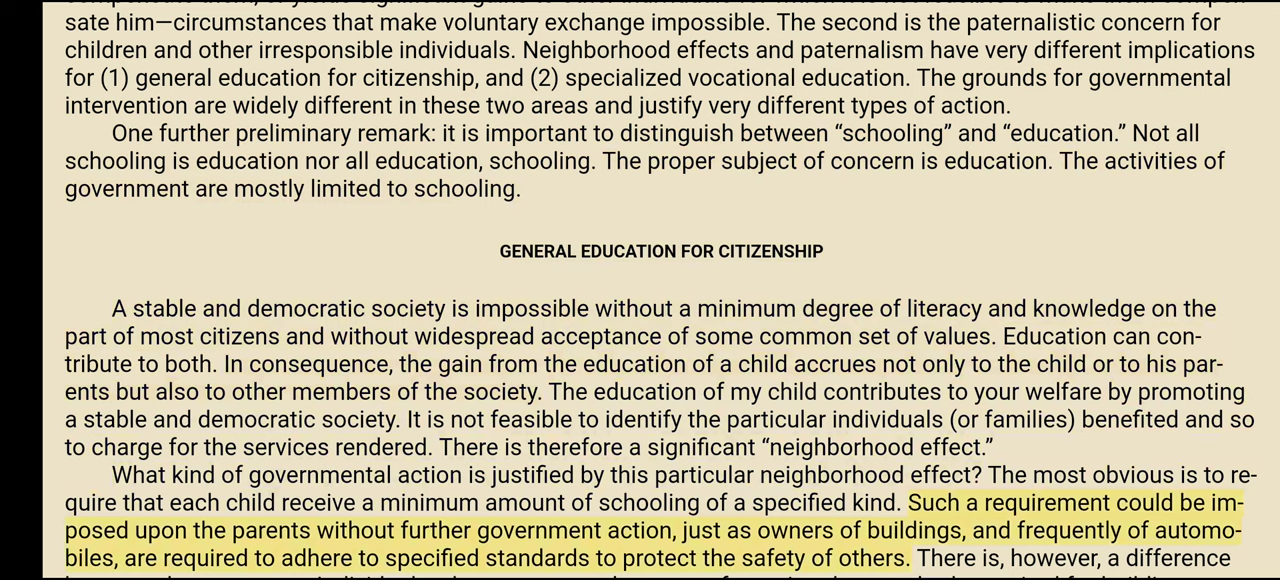 sate him—circumstances that make voluntary exchange impossible. The second is the paternalistic concern for
children and other irresponsible individuals. Neighborhood effects and paternalism have very different implications
for (1) general education for citizenship, and (2) specialized vocational education. The grounds for governmental
intervention are widely different in these two areas and justify very different types of action.
One further preliminary remark: it is important to distinguish between “schooling” and “education.” Not all
schooling is education nor all education, schooling. The proper subject of concern is education. The activities of
government are mostly limited to schooling.
GENERAL EDUCATION FOR CITIZENSHIP
A stable and democratic society is impossible without a minimum degree of literacy and knowledge on the
part of most citizens and without widespread acceptance of some common set of values. Education can con-
tribute to both. In consequence, the gain from the education of a child accrues not only to the child or to his par-
ents but also to other members of the society. The education of my child contributes to your welfare by promoting
a stable and democratic society. It is not feasible to identify the particular individuals (or families) benefited and so
to charge for the services rendered. There is therefore a significant “neighborhood effect.”
What kind of governmental action is justified by this particular neighborhood effect? The most obvious is to re-
quire that each child receive a minimum amount of schooling of a specified kind. Such a requirement could be im-
posed upon the parents without further government action, just as owners of buildings, and frequently of automo-
biles, are required to adhere to specified standards to protect the safety of others. There is, however, a difference